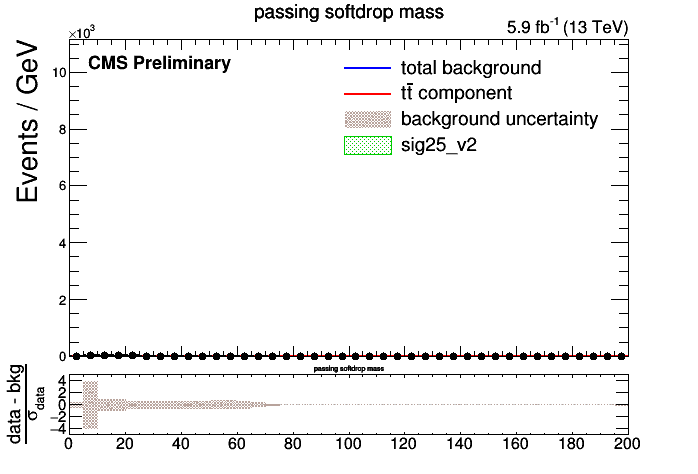 passing softdrop mass
×10³
5.9 fb⁻¹ (13 TeV)
CMS Preliminary
Events / GeV
total background
tt̄ component
background uncertainty
sig25_v2
10
8
6
4
2
0
passing softdrop mass
data - bkg
σ data
4
2
0
−2
−4
0 20 40 60 80 100 120 140 160 180 200